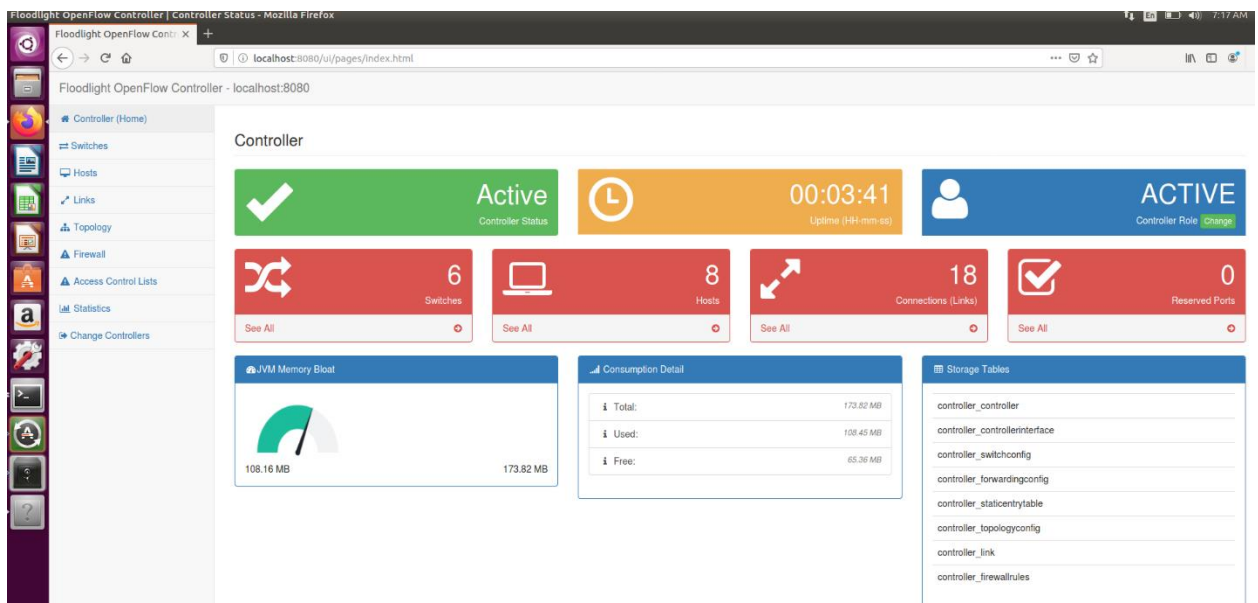 Floodlight OpenFlow Controller | Controller Status - Mozilla Firefox
En
7:17 AM
Floodlight OpenFlow Contr
localhost:8080/ui/pages/index.html
Floodlight OpenFlow Controller - localhost:8080
Controller (Home)
Switches
Hosts
Links
Topology
Firewall
Access Control Lists
Statistics
Change Controllers
Controller
Active
Controller Status
00:03:41
Uptime (HH-mm-ss)
ACTIVE
Controller Role Change
6
Switches
See All
8
Hosts
See All
18
Connections (Links)
See All
0
Reserved Ports
See All
JVM Memory Bloat
108.16 MB
173.82 MB
Consumption Detail
Total: 173.82 MB
Used: 108.45 MB
Free: 65.36 MB
Storage Tables
controller_controller
controller_controllerinterface
controller_switchconfig
controller_forwardingconfig
controller_staticentrytable
controller_topologyconfig
controller_link
controller_firewallrules